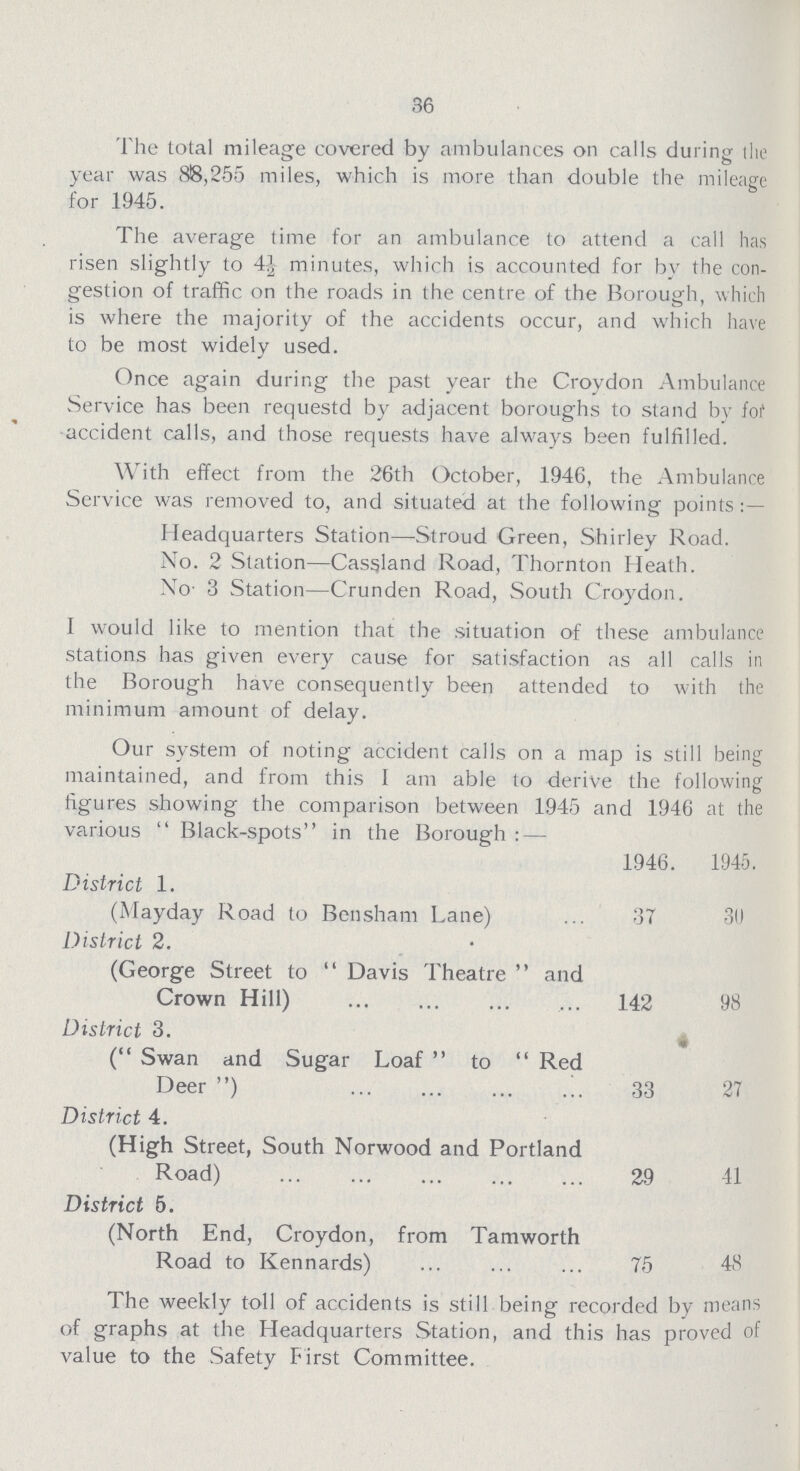 36
The total mileage covered by ambulances on calls during the
year was 88,255 miles, which is more than double the mileage
for 1945.
The average time for an ambulance to attend a call has
risen slightly to 4½ minutes, which is accounted for by the con-
gestion of traffic on the roads in the centre of the Borough, which
is where the majority of the accidents occur, and which have
to be most widely used.
Once again during the past year the Croydon Ambulance
Service has been requestd by adjacent boroughs to stand by for
accident calls, and those requests have always been fulfilled.
With effect from the 26th October, 1946, the Ambulance
Service was removed to, and situated at the following points:—
Headquarters Station—Stroud Green, Shirley Road.
No. 2 Station—Cassland Road, Thornton Heath.
No· 3 Station—Crunden Road, South Croydon.
I would like to mention that the situation of these ambulance
stations has given every cause for satisfaction as all calls in
the Borough have consequently been attended to with the
minimum amount of delay.
Our system of noting accident calls on a map is still being
maintained, and from this I am able to derive the following
figures showing the comparison between 1945 and 1946 at the
various " Black-spots" in the Borough :—
1946. 1945.
District 1.
(Mayday Road to Bensham Lane) ... 37 30
District 2.
(George Street to " Davis Theatre " and
Crown Hill) ... ... ... ... 142 98
District 3.
(" Swan and Sugar Loaf " to " Red
Deer ") ... ... ... ... 33 27
District 4.
(High Street, South Norwood and Portland
Road) ... ... ... ... ... 29 41
District 5.
(North End, Croydon, from Tamworth
Road to Kennards) ... ... ... 75 48
The weekly toll of accidents is still being recorded by means
of graphs at the Headquarters Station, and this has proved of
value to the Safety First Committee.